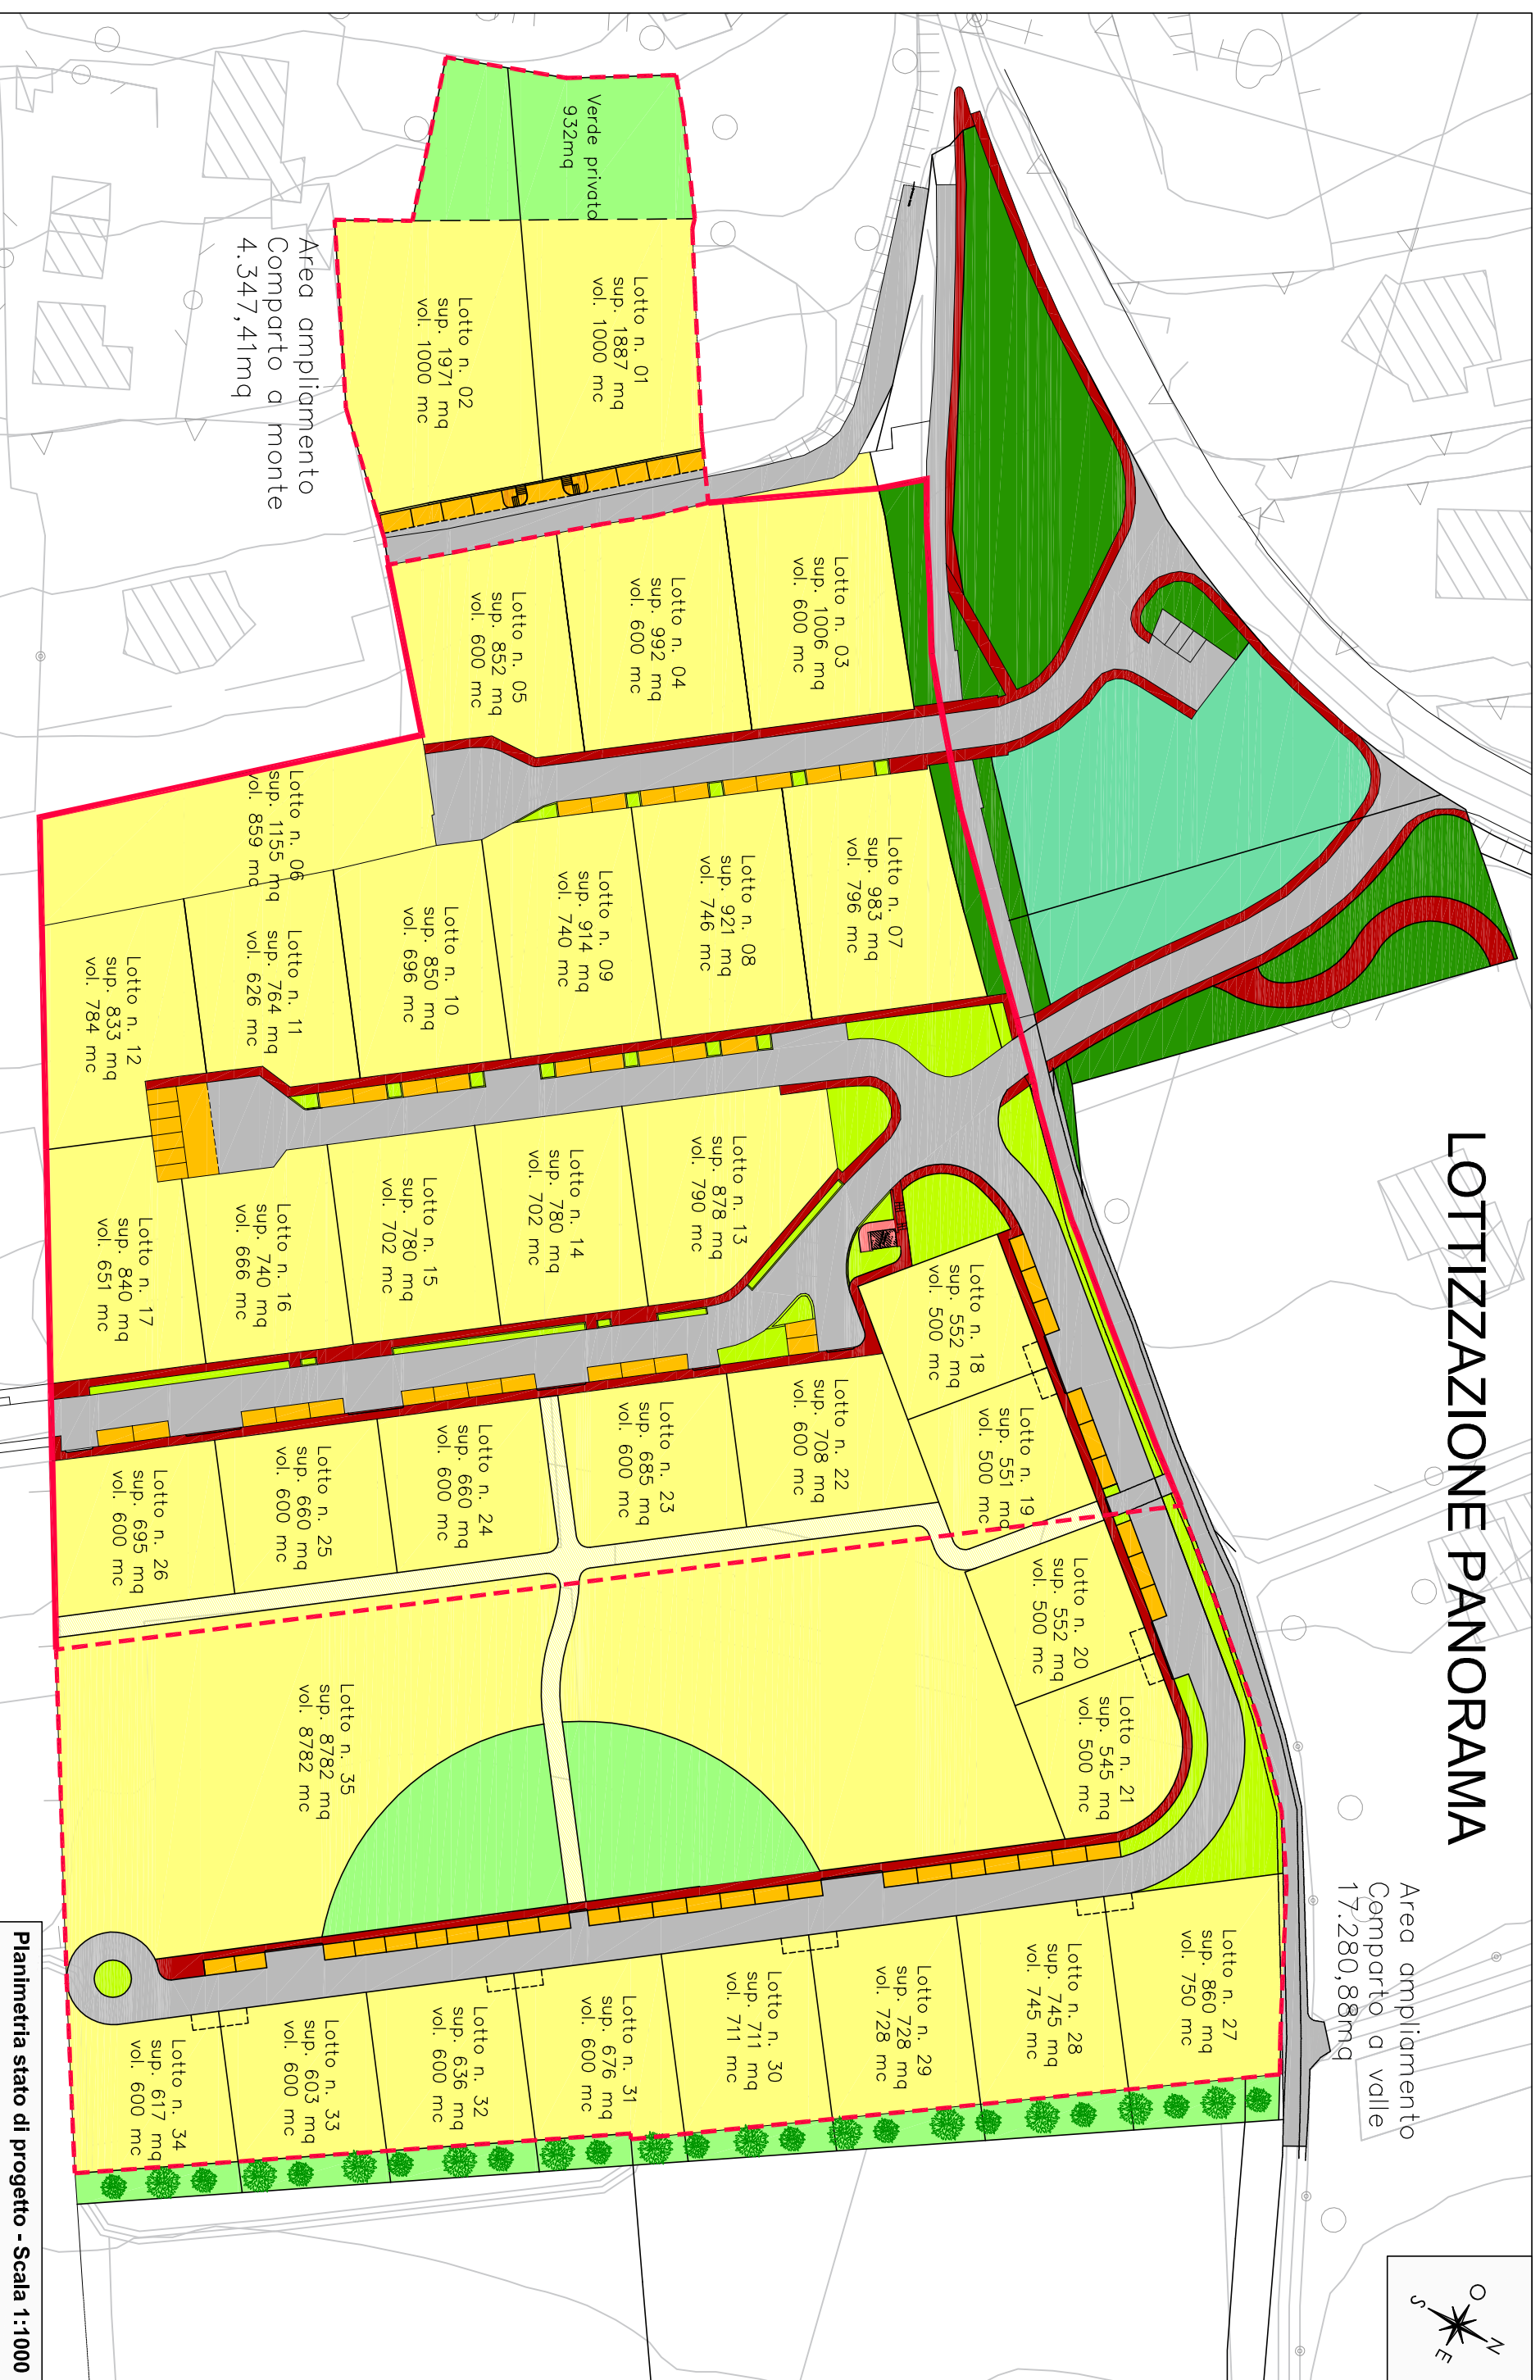 LOTTIZZAZIONE PANORAMA
Verde privato
932mq
Area ampliamento
Comparto a monte
4.347,41mq
Area ampliamento
Comparto a valle
17.280,88mq
Lotto n. 01
sup. 1887 mq
vol. 1000 mc
Lotto n. 02
sup. 1971 mq
vol. 1000 mc
Lotto n. 03
sup. 1006 mq
vol. 600 mc
Lotto n. 04
sup. 992 mq
vol. 600 mc
Lotto n. 05
sup. 852 mq
vol. 600 mc
Lotto n. 06
sup. 1155 mq
vol. 859 mc
Lotto n. 07
sup. 983 mq
vol. 796 mc
Lotto n. 08
sup. 921 mq
vol. 746 mc
Lotto n. 09
sup. 914 mq
vol. 740 mc
Lotto n. 10
sup. 850 mq
vol. 696 mc
Lotto n. 11
sup. 764 mq
vol. 626 mc
Lotto n. 12
sup. 833 mq
vol. 784 mc
Lotto n. 13
sup. 878 mq
vol. 790 mc
Lotto n. 14
sup. 780 mq
vol. 702 mc
Lotto n. 15
sup. 780 mq
vol. 702 mc
Lotto n. 16
sup. 740 mq
vol. 666 mc
Lotto n. 17
sup. 840 mq
vol. 651 mc
Lotto n. 18
sup. 552 mq
vol. 500 mc
Lotto n. 19
sup. 551 mq
vol. 500 mc
Lotto n. 20
sup. 552 mq
vol. 500 mc
Lotto n. 21
sup. 545 mq
vol. 500 mc
Lotto n. 22
sup. 708 mq
vol. 600 mc
Lotto n. 23
sup. 685 mq
vol. 600 mc
Lotto n. 24
sup. 660 mq
vol. 600 mc
Lotto n. 25
sup. 660 mq
vol. 600 mc
Lotto n. 26
sup. 695 mq
vol. 600 mc
Lotto n. 27
sup. 860 mq
vol. 750 mc
Lotto n. 28
sup. 745 mq
vol. 745 mc
Lotto n. 29
sup. 728 mq
vol. 728 mc
Lotto n. 30
sup. 711 mq
vol. 711 mc
Lotto n. 31
sup. 676 mq
vol. 600 mc
Lotto n. 32
sup. 636 mq
vol. 600 mc
Lotto n. 33
sup. 603 mq
vol. 600 mc
Lotto n. 34
sup. 617 mq
vol. 600 mc
Lotto n. 35
sup. 8782 mq
vol. 8782 mc
O
N
S
E
Planimetria stato di progetto - Scala 1:1000